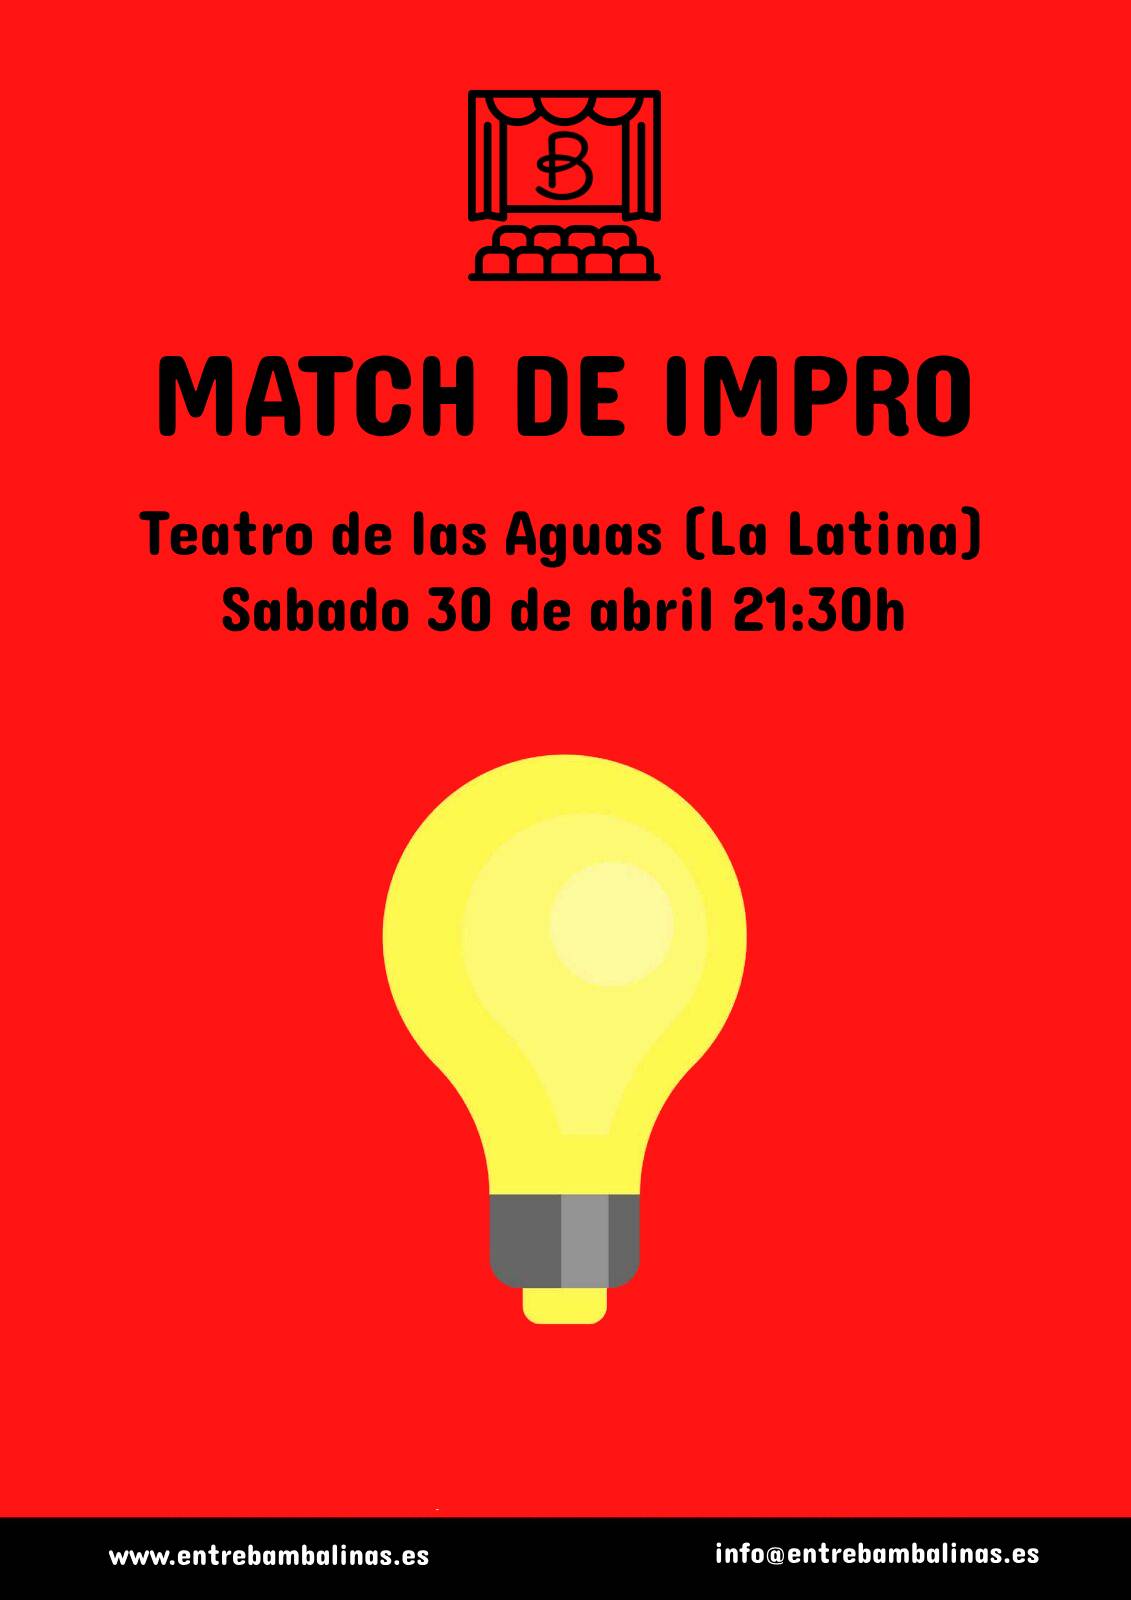 B
MATCH DE IMPRO
Teatro de las Aguas (La Latina)
Sabado 30 de abril 21:30h
www.entrebambalinas.es
info@entrebambalinas.es